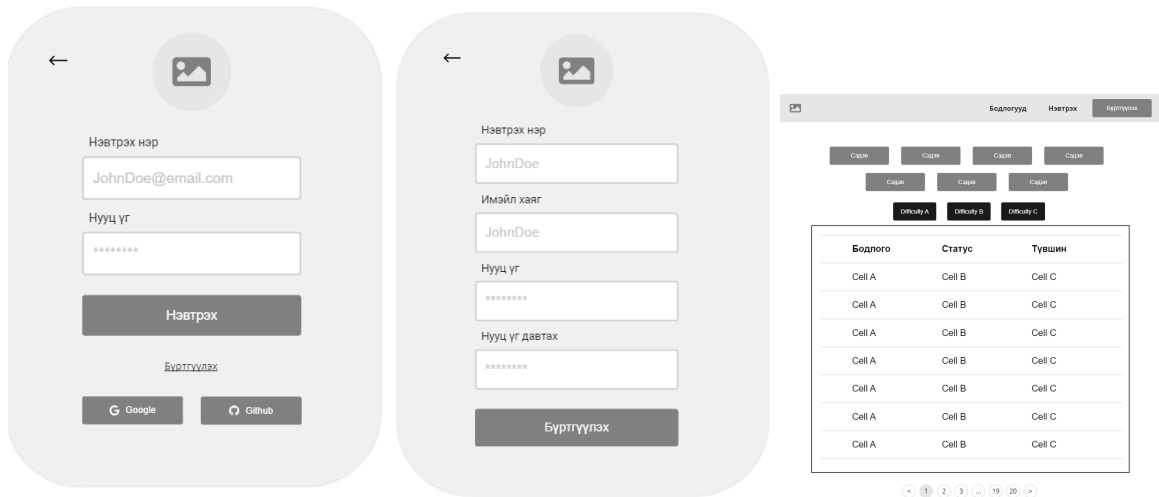 Нэвтрэх нэр
JohnDoe@email.com
Нууц үг
********
Нэвтрэх
Бүртгүүлэх
Google Github
Нэвтрэх нэр
JohnDoe
Имэйл хаяг
JohnDoe
Нууц үг
********
Нууц үг давтах
********
Бүртгүүлэх
Бодлогууд Нэвтрэх Бүртгүүлэх
Сэдэв Сэдэв Сэдэв Сэдэв
Сэдэв Сэдэв Сэдэв
Difficulty A Difficulty B Difficulty C
Бодлого Статус Түвшин
Cell A Cell B Cell C
Cell A Cell B Cell C
Cell A Cell B Cell C
Cell A Cell B Cell C
Cell A Cell B Cell C
Cell A Cell B Cell C
Cell A Cell B Cell C
< 1 2 3 ... 19 20 >